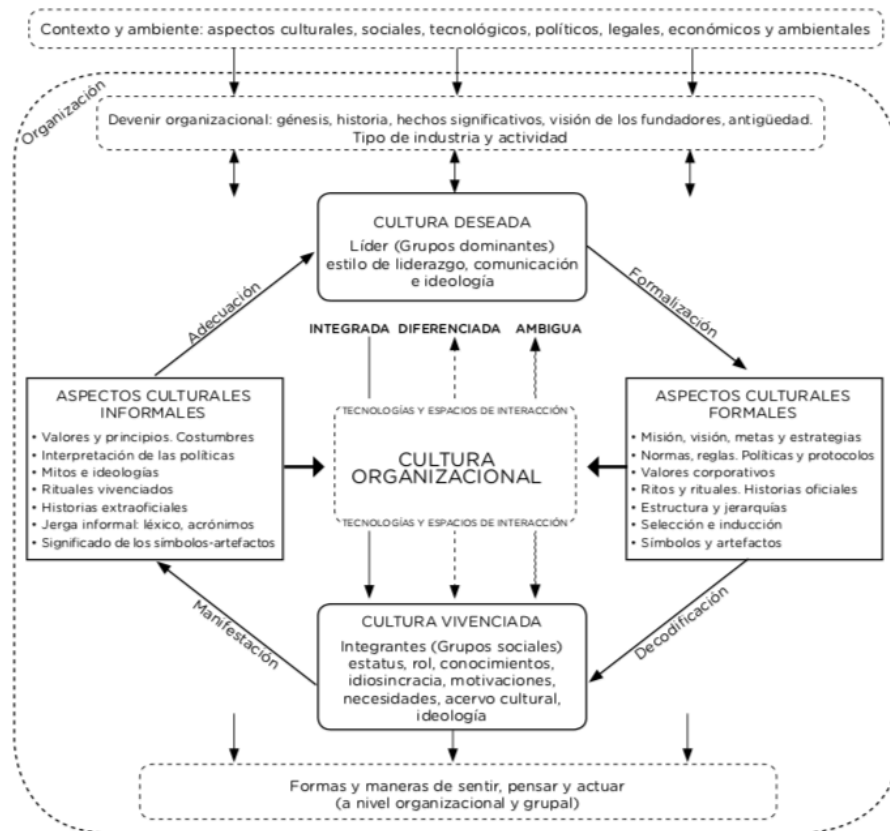 Contexto y ambiente: aspectos culturales, sociales, tecnológicos, políticos, legales, económicos y ambientales
Organización
Devenir organizacional: génesis, historia, hechos significativos, visión de los fundadores, antigüedad.
Tipo de industria y actividad
CULTURA DESEADA
Líder (Grupos dominantes)
estilo de liderazgo, comunicación
e ideología
Adecuación
Formalización
INTEGRADA DIFERENCIADA AMBIGUA
ASPECTOS CULTURALES
INFORMALES
• Valores y principios. Costumbres
• Interpretación de las políticas
• Mitos e ideologías
• Rituales vivenciados
• Historias extraoficiales
• Jerga informal: léxico, acrónimos
• Significado de los símbolos-artefactos
TECNOLOGÍAS Y ESPACIOS DE INTERACCIÓN
CULTURA
ORGANIZACIONAL
TECNOLOGÍAS Y ESPACIOS DE INTERACCIÓN
ASPECTOS CULTURALES
FORMALES
• Misión, visión, metas y estrategias
• Normas, reglas. Políticas y protocolos
• Valores corporativos
• Ritos y rituales. Historias oficiales
• Estructura y jerarquías
• Selección e inducción
• Símbolos y artefactos
Manifestación
Decodificación
CULTURA VIVENCIADA
Integrantes (Grupos sociales)
estatus, rol, conocimientos,
idiosincracia, motivaciones,
necesidades, acervo cultural,
ideología
Formas y maneras de sentir, pensar y actuar
(a nivel organizacional y grupal)